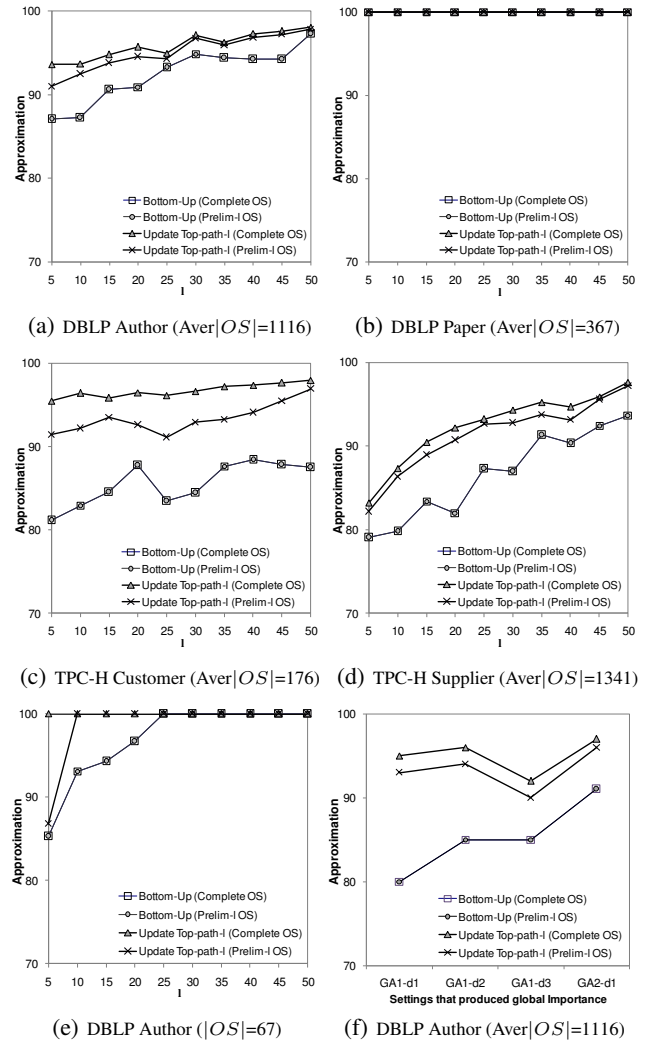 100
90
80
70
Approximation
Bottom-Up (Complete OS)
Bottom-Up (Prelim-l OS)
Update Top-path-l (Complete OS)
Update Top-path-l (Prelim-l OS)
5 10 15 20 25 30 35 40 45 50
l
(a) DBLP Author (Aver|OS|=1116)
100
90
80
70
Approximation
Bottom-Up (Complete OS)
Bottom-Up (Prelim-l OS)
Update Top-path-l (Complete OS)
Update Top-path-l (Prelim-l OS)
5 10 15 20 25 30 35 40 45 50
l
(b) DBLP Paper (Aver|OS|=367)
100
90
80
70
Approximation
Bottom-Up (Complete OS)
Bottom-Up (Prelim-l OS)
Update Top-path-l (Complete OS)
Update Top-path-l (Prelim-l OS)
5 10 15 20 25 30 35 40 45 50
l
(c) TPC-H Customer (Aver|OS|=176)
100
90
80
70
Approximation
Bottom-Up (Complete OS)
Bottom-Up (Prelim-l OS)
Update Top-path-l (Complete OS)
Update Top-path-l (Prelim-l OS)
5 10 15 20 25 30 35 40 45 50
l
(d) TPC-H Supplier (Aver|OS|=1341)
100
90
80
70
Approximation
Bottom-Up (Complete OS)
Bottom-Up (Prelim-l OS)
Update Top-path-l (Complete OS)
Update Top-path-l (Prelim-l OS)
5 10 15 20 25 30 35 40 45 50
l
(e) DBLP Author (|OS|=67)
100
90
80
70
Approximation
Bottom-Up (Complete OS)
Bottom-Up (Prelim-l OS)
Update Top-path-l (Complete OS)
Update Top-path-l (Prelim-l OS)
GA1-d1 GA1-d2 GA1-d3 GA2-d1
Settings that produced global Importance
(f) DBLP Author (Aver|OS|=1116)